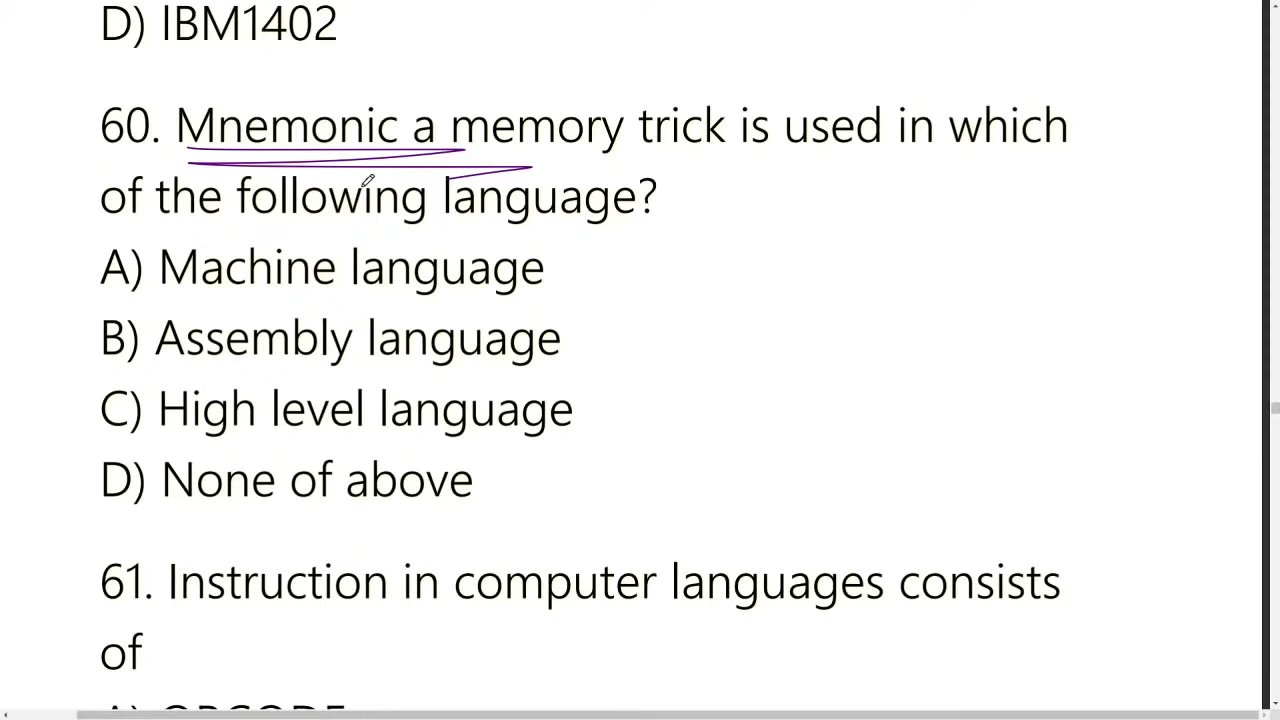 D) IBM1402
60. Mnemonic a memory trick is used in which
of the following language?
A) Machine language
B) Assembly language
C) High level language
D) None of above
61. Instruction in computer languages consists
of
A) OPCODE